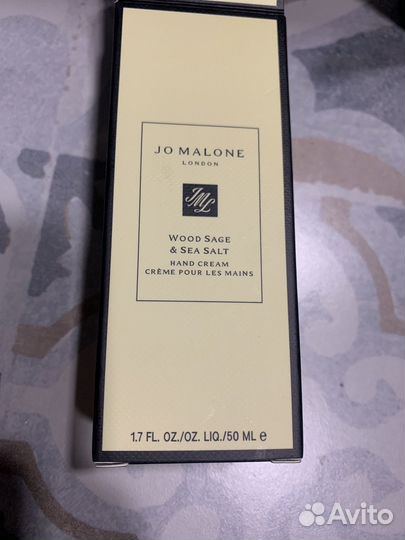 JO MALONE
LONDON
JML
WOOD SAGE
& SEA SALT
HAND CREAM
CRÈME POUR LES MAINS
1.7 FL. OZ./OZ. LIQ./50 ML ℮
Avito